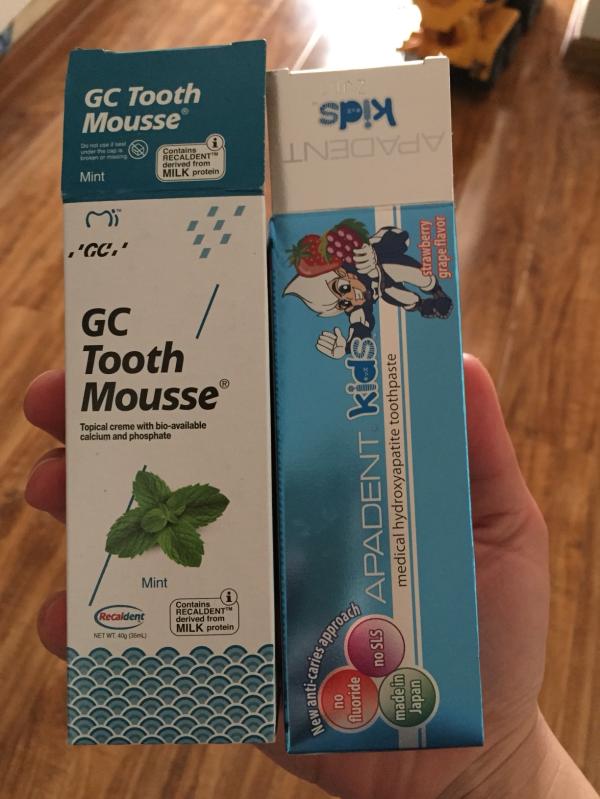 GC Tooth
Mousse®
Do not use if seal
under the cap is
broken or missing
Contains
RECALDENT™
derived from
MILK protein
Mint
Mi™
'GC,'
GC
Tooth
Mousse®
Topical creme with bio-available
calcium and phosphate
Mint
Recaldent
NET WT. 40g (35mL)
Contains
RECALDENT™
derived from
MILK protein
APADENT
kids
strawberry
grape flavor
APADENT kids
medical hydroxyapatite toothpaste
New anti-caries approach
no
fluoride
no SLS
made in
Japan